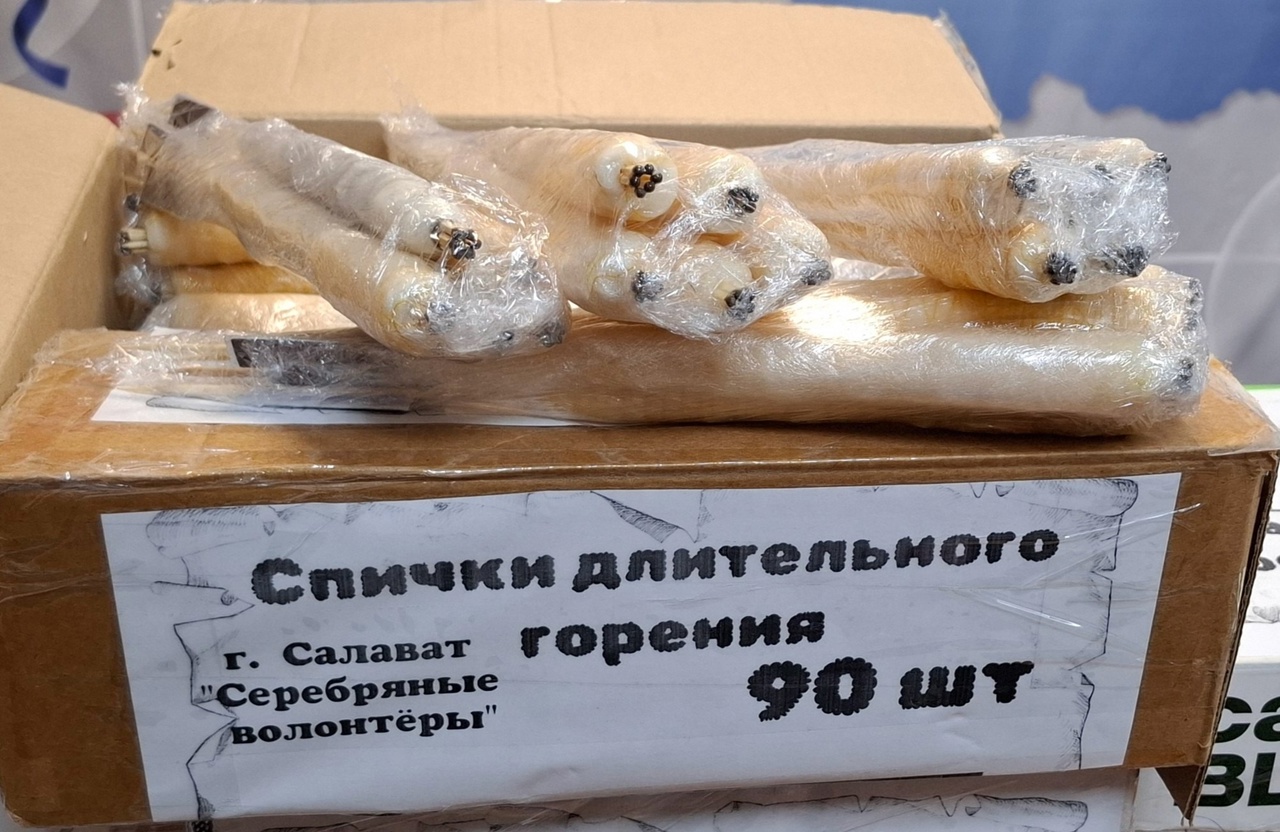 Спички длительного
горения
90 шт
г. Салават
"Серебряные
волонтёры"